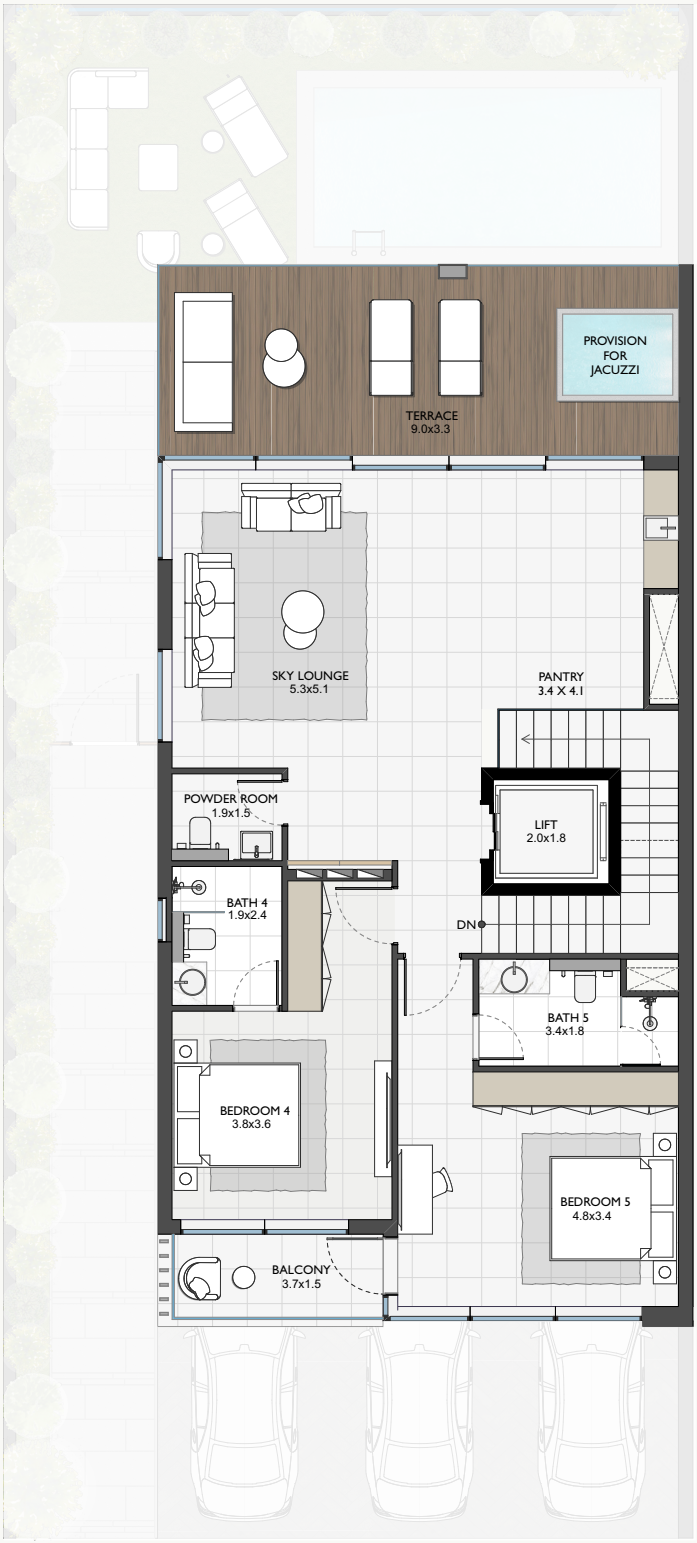 PROVISION
FOR
JACUZZI
TERRACE
9.0x3.3
SKY LOUNGE
5.3x5.1
PANTRY
3.4 X 4.1
POWDER ROOM
1.9x1.5
LIFT
2.0x1.8
BATH 4
1.9x2.4
DN
BATH 5
3.4x1.8
BEDROOM 4
3.8x3.6
BEDROOM 5
4.8x3.4
BALCONY
3.7x1.5